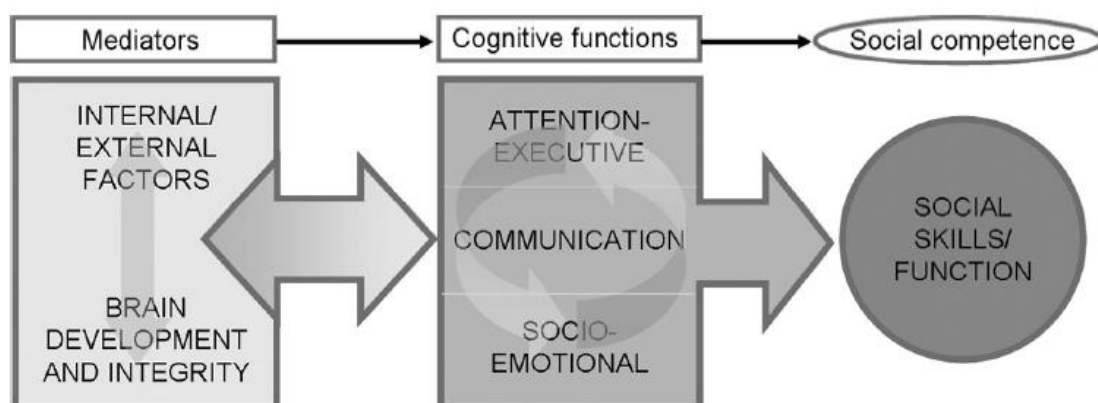 Mediators
Cognitive functions
Social competence
INTERNAL/
EXTERNAL
FACTORS
BRAIN
DEVELOPMENT
AND INTEGRITY
ATTENTION-
EXECUTIVE
COMMUNICATION
SOCIO-
EMOTIONAL
SOCIAL
SKILLS/
FUNCTION